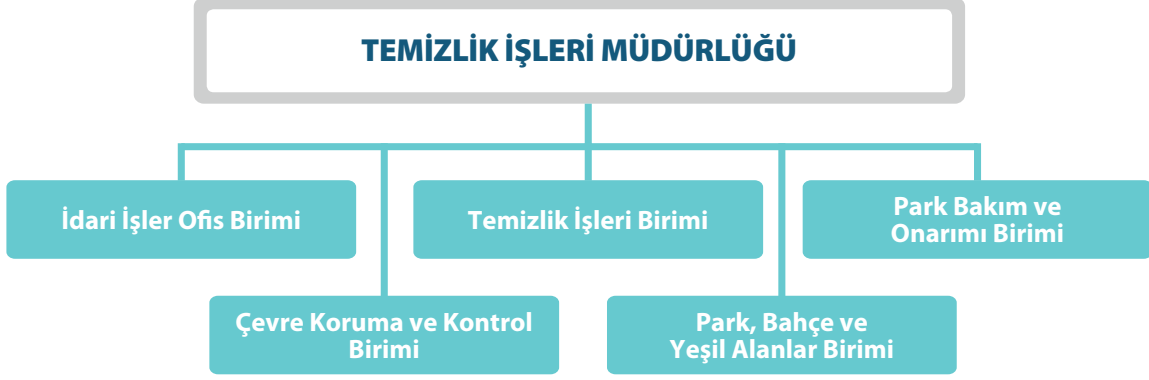 TEMİZLİK İŞLERİ MÜDÜRLÜĞÜ
İdari İşler Ofis Birimi
Temizlik İşleri Birimi
Park Bakım ve
Onarımı Birimi
Çevre Koruma ve Kontrol
Birimi
Park, Bahçe ve
Yeşil Alanlar Birimi